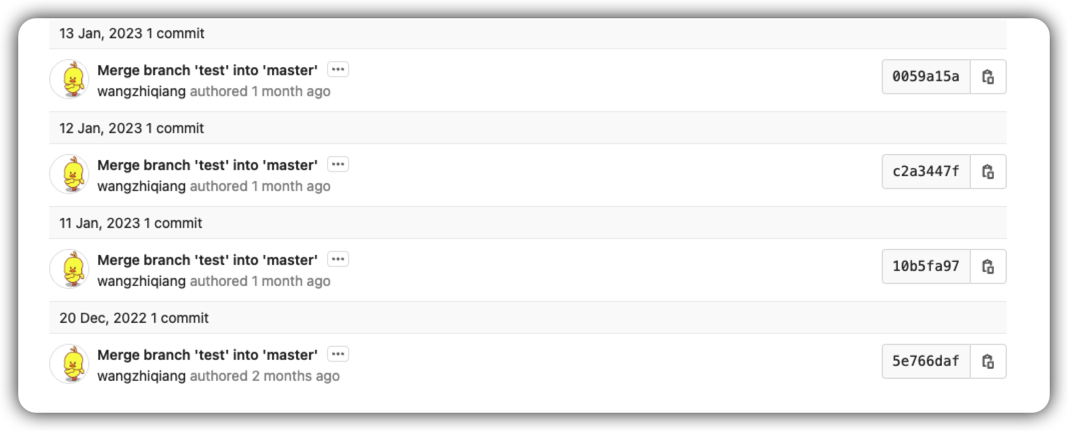 13 Jan, 2023 1 commit
Merge branch 'test' into 'master'
wangzhiqiang authored 1 month ago
0059a15a
12 Jan, 2023 1 commit
Merge branch 'test' into 'master'
wangzhiqiang authored 1 month ago
c2a3447f
11 Jan, 2023 1 commit
Merge branch 'test' into 'master'
wangzhiqiang authored 1 month ago
10b5fa97
20 Dec, 2022 1 commit
Merge branch 'test' into 'master'
wangzhiqiang authored 2 months ago
5e766daf